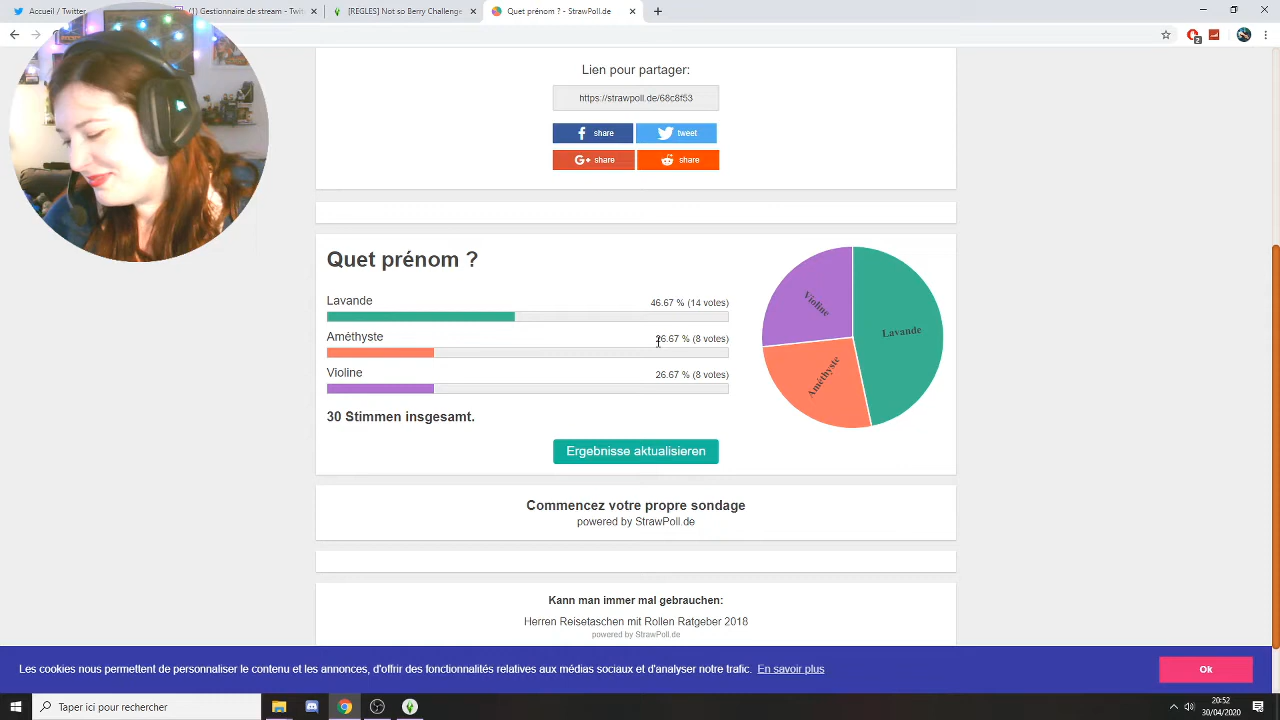 Accueil / Twitter
(!) Gestionnaire de stream - Twit
[REGLES] Not so Berry Challenge
Quet prénom ? - StrawPoll.de
2
Lien pour partager:
https://strawpoll.de/68c8f53
share
tweet
share
share
Quet prénom ?
Lavande
46.67 % (14 votes)
Améthyste
26.67 % (8 votes)
Violine
26.67 % (8 votes)
30 Stimmen insgesamt.
Violine
Lavande
Améthyste
Ergebnisse aktualisieren
Commencez votre propre sondage
powered by StrawPoll.de
Kann man immer mal gebrauchen:
Herren Reisetaschen mit Rollen Ratgeber 2018
powered by StrawPoll.de
Les cookies nous permettent de personnaliser le contenu et les annonces, d'offrir des fonctionnalités relatives aux médias sociaux et d'analyser notre trafic. En savoir plus
Ok
Taper ici pour rechercher
20:52
30/04/2020